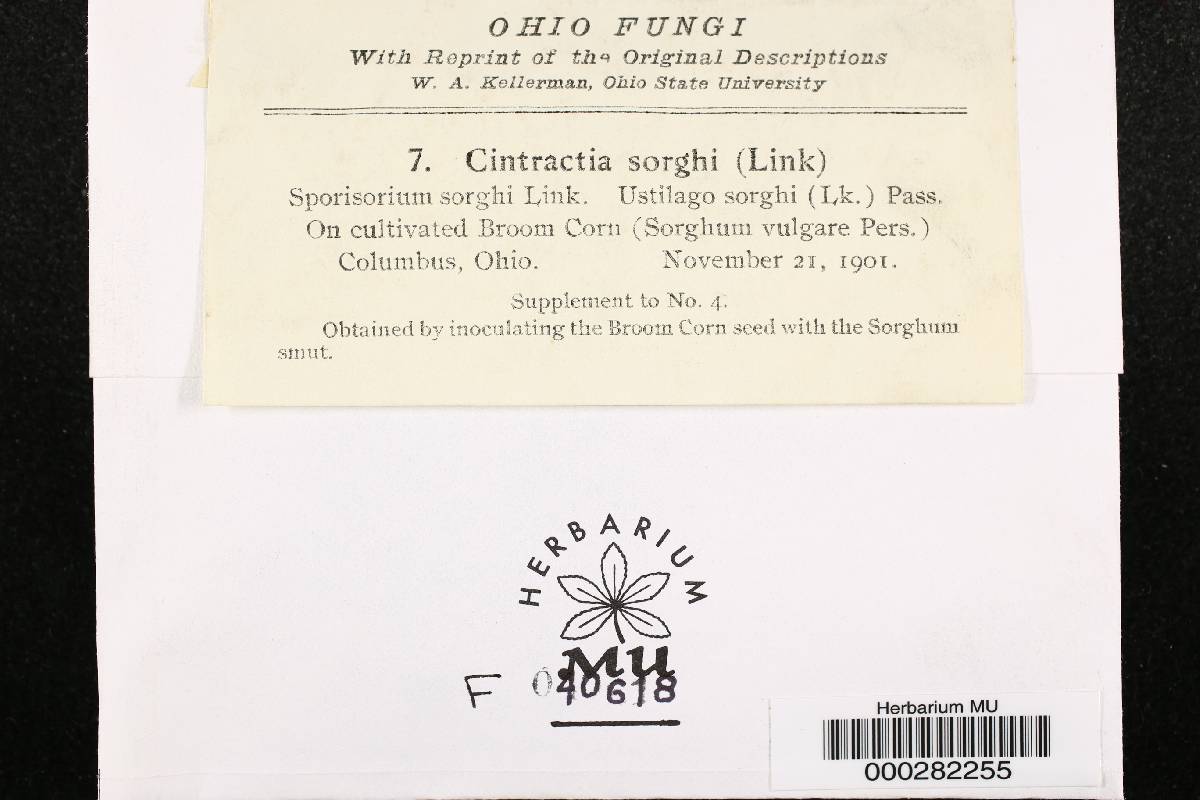 OHIO FUNGI
With Reprint of the Original Descriptions
W. A. Kellerman, Ohio State University
7. Cintractia sorghi (Link)
Sporisorium sorghi Link. Ustilago sorghi (Lk.) Pass.
On cultivated Broom Corn (Sorghum vulgare Pers.)
Columbus, Ohio. November 21, 1901.
Supplement to No. 4.
Obtained by inoculating the Broom Corn seed with the Sorghum
smut.
HERBARIUM
MU
F 040618
Herbarium MU
000282255